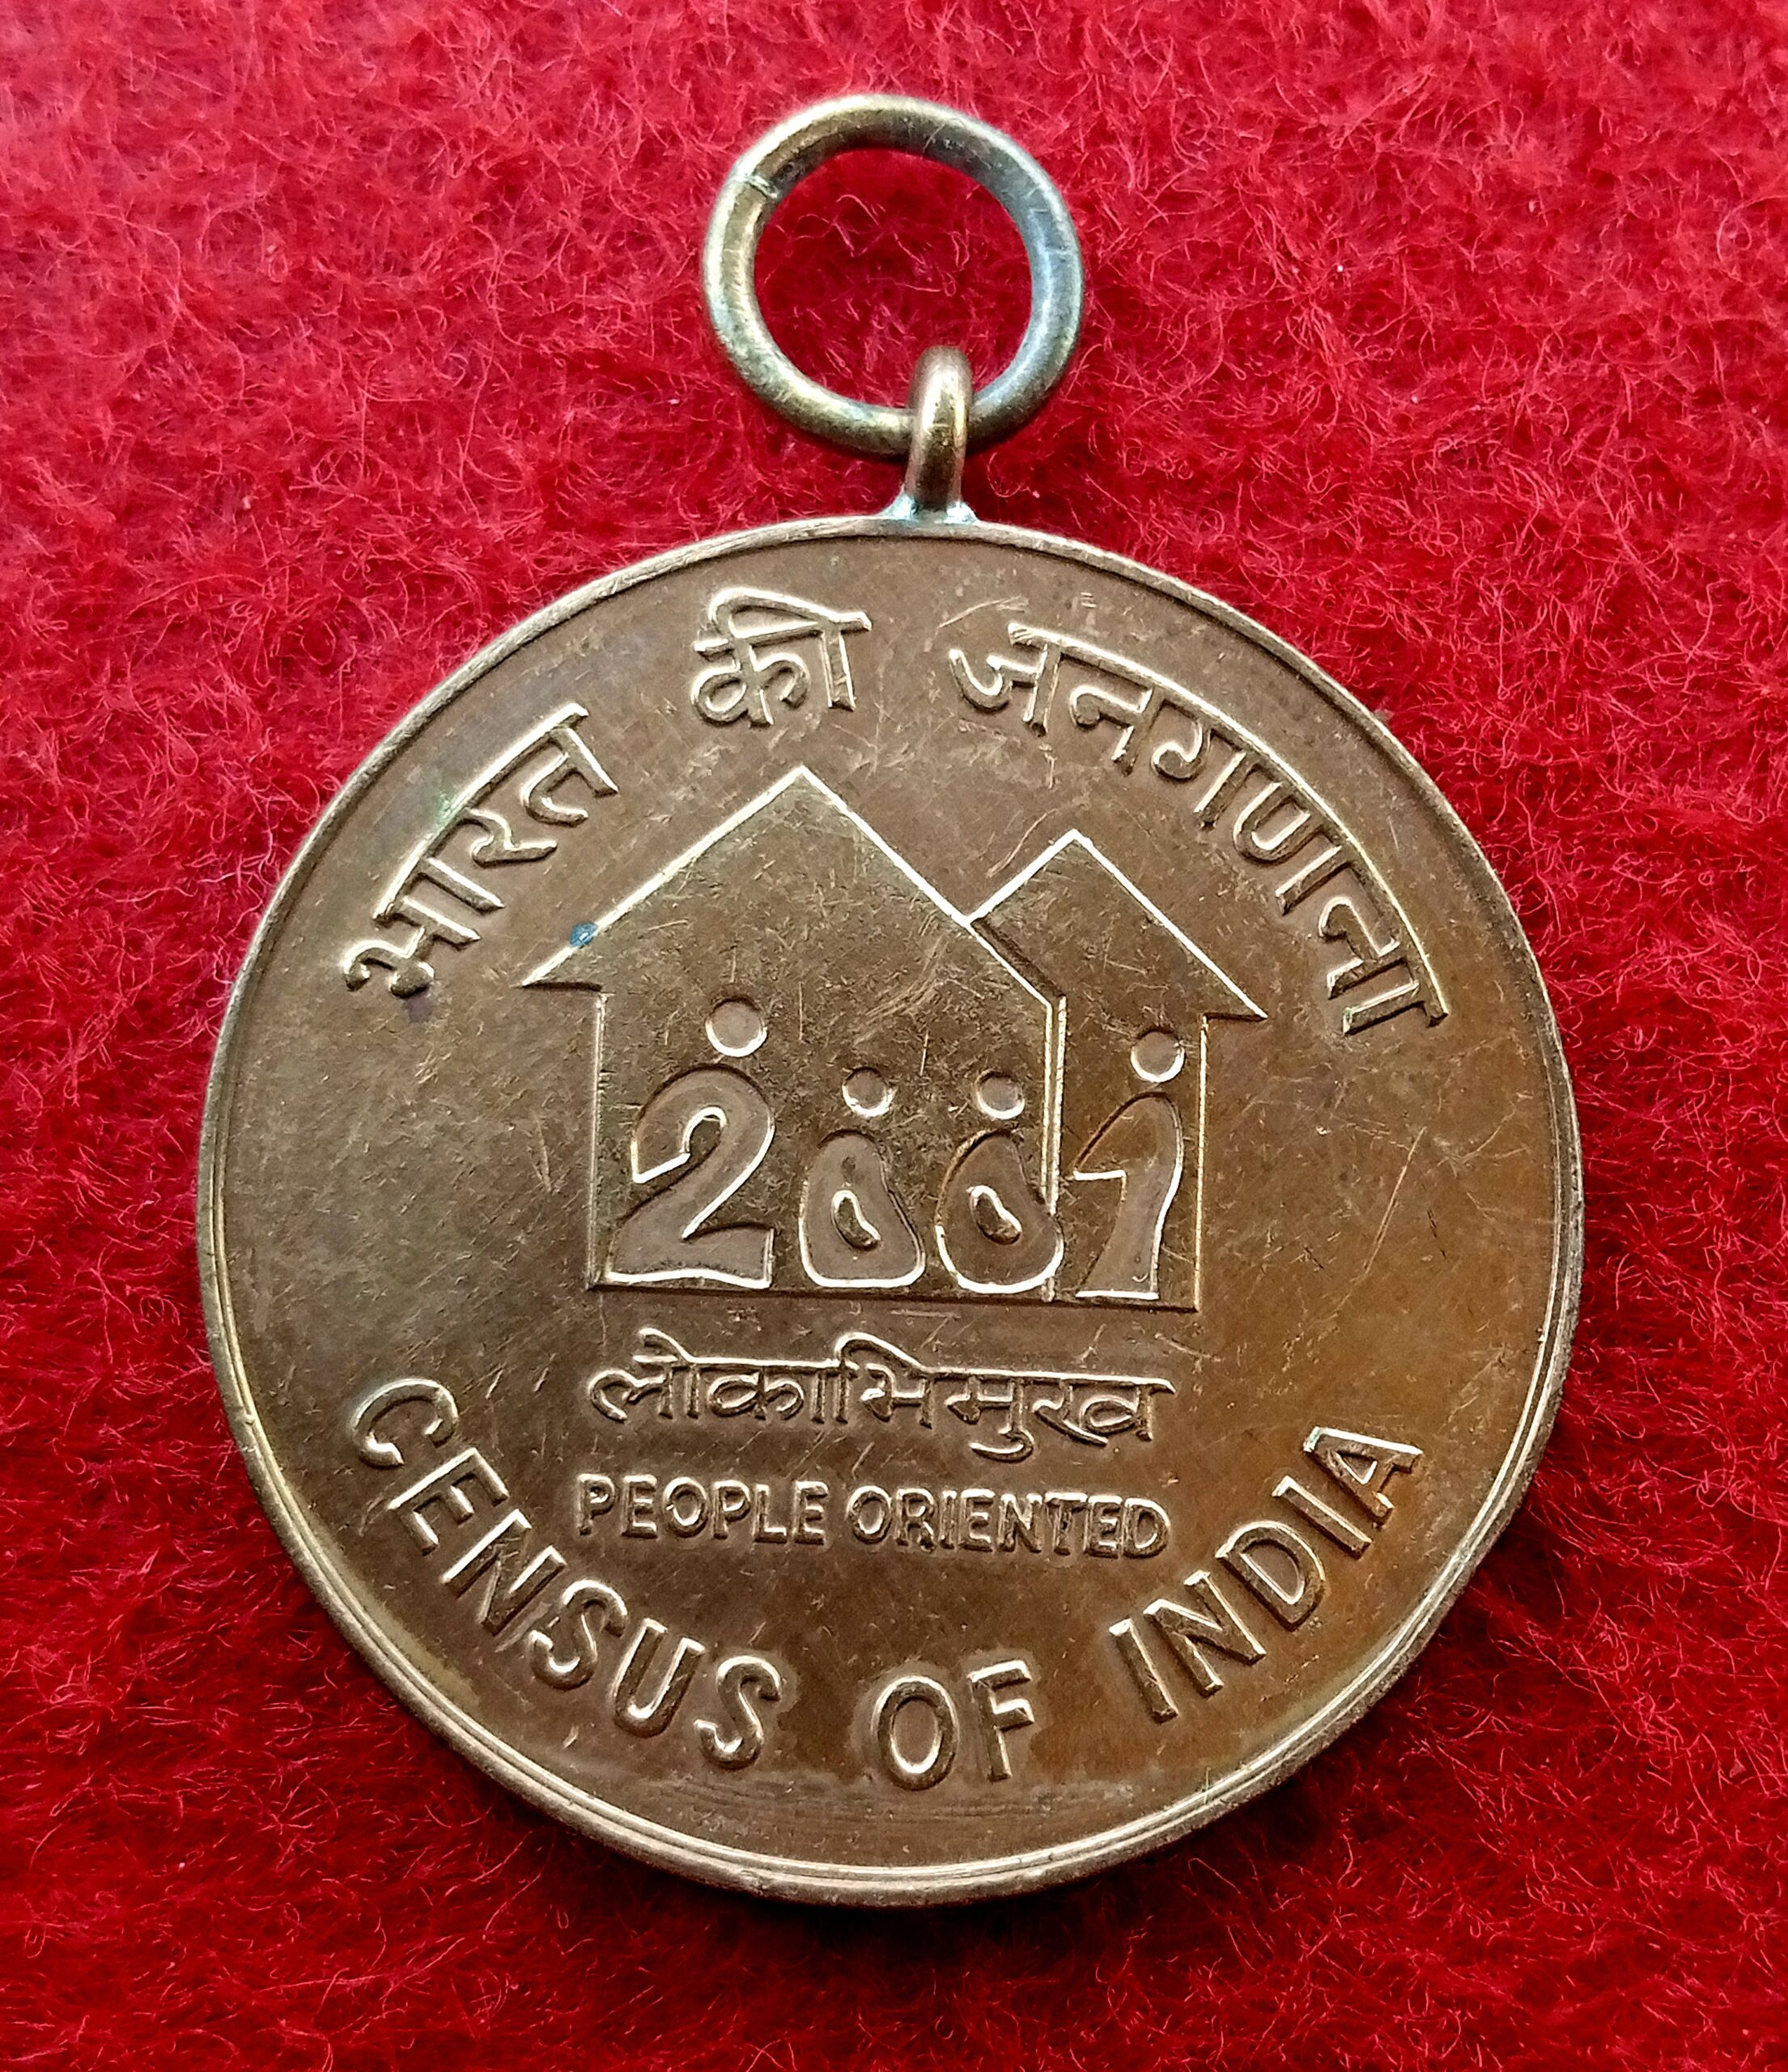 भारत की जनगणना
2001
लोकाभिमुख
PEOPLE ORIENTED
CENSUS OF INDIA